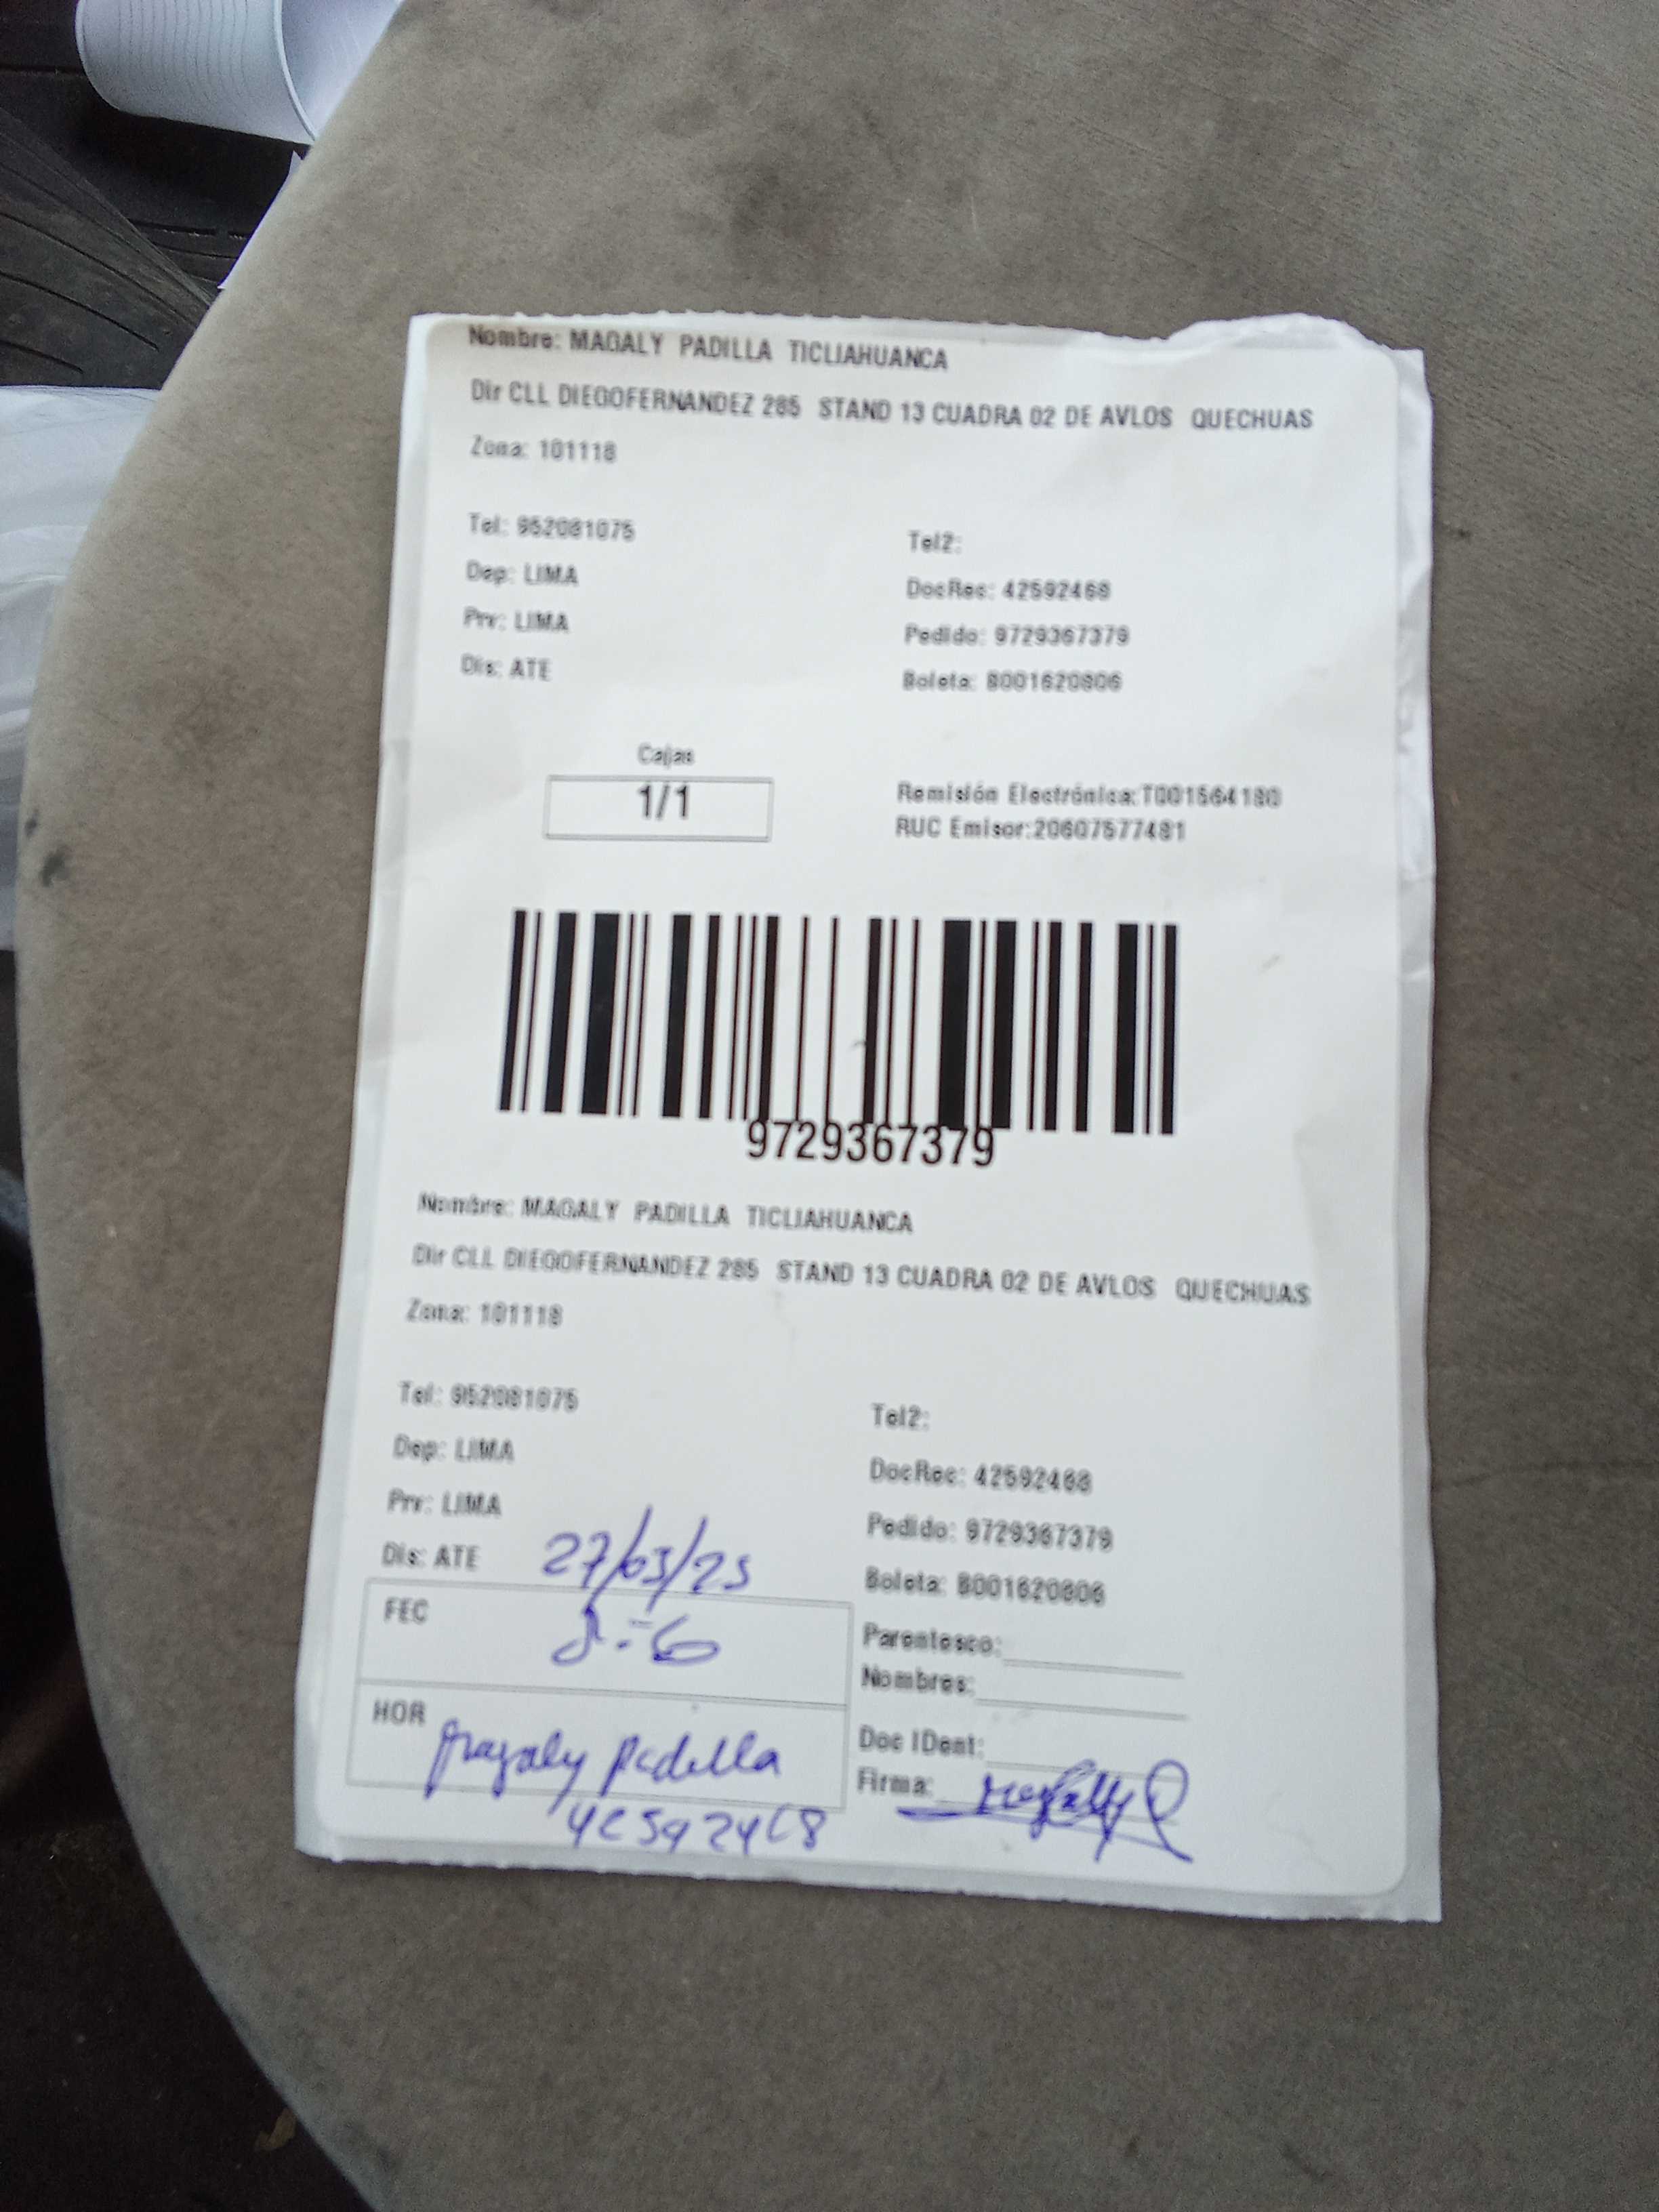 Nombre: MAGALY PADILLA TICLIAHUANCA
Dir CLL DIEGOFERNANDEZ 285 STAND 13 CUADRA 02 DE AVLOS QUECHUAS
Zona: 101118
Tel: 952081075
Tel2:
Dep: LIMA
DocRec: 42592468
Prv: LIMA
Pedido: 9729367379
Dis: ATE
Boleta: B001620806
Cajas
1/1
Remisión Electrónica:T001564180
RUC Emisor:20607577481
9729367379
Nombre: MAGALY PADILLA TICLIAHUANCA
Dir CLL DIEGOFERNANDEZ 285 STAND 13 CUADRA 02 DE AVLOS QUECHUAS
Zona: 101118
Tel: 952081075
Tel2:
Dep: LIMA
DocRec: 42592468
Prv: LIMA
Pedido: 9729367379
Dis: ATE 27/03/25
Boleta: B001620806
FEC
Parentesco:
Nombres:
HOR Magaly Padilla
Doc IDent:
Firma:
42592468